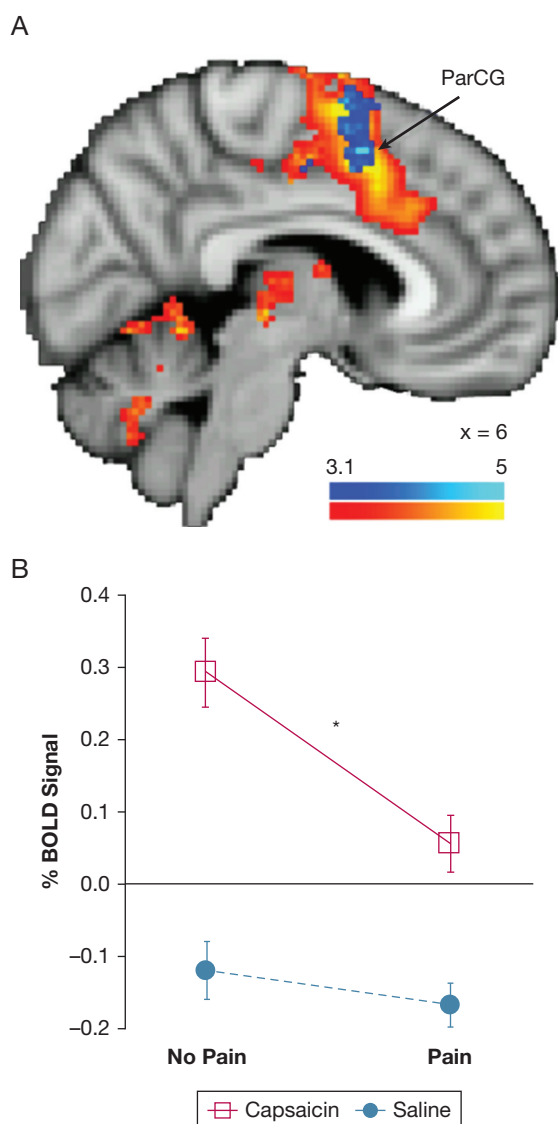 A
ParCG
x = 6
3.1 5
B
0.4
0.3
0.2
0.1
0.0
−0.1
−0.2
% BOLD Signal
*
No Pain Pain
Capsaicin Saline